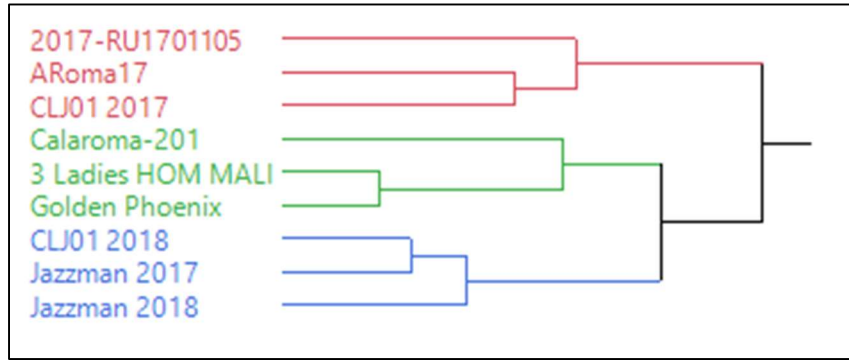 2017-RU1701105
ARoma17
CLJ01 2017
Calaroma-201
3 Ladies HOM MALI
Golden Phoenix
CLJ01 2018
Jazzman 2017
Jazzman 2018